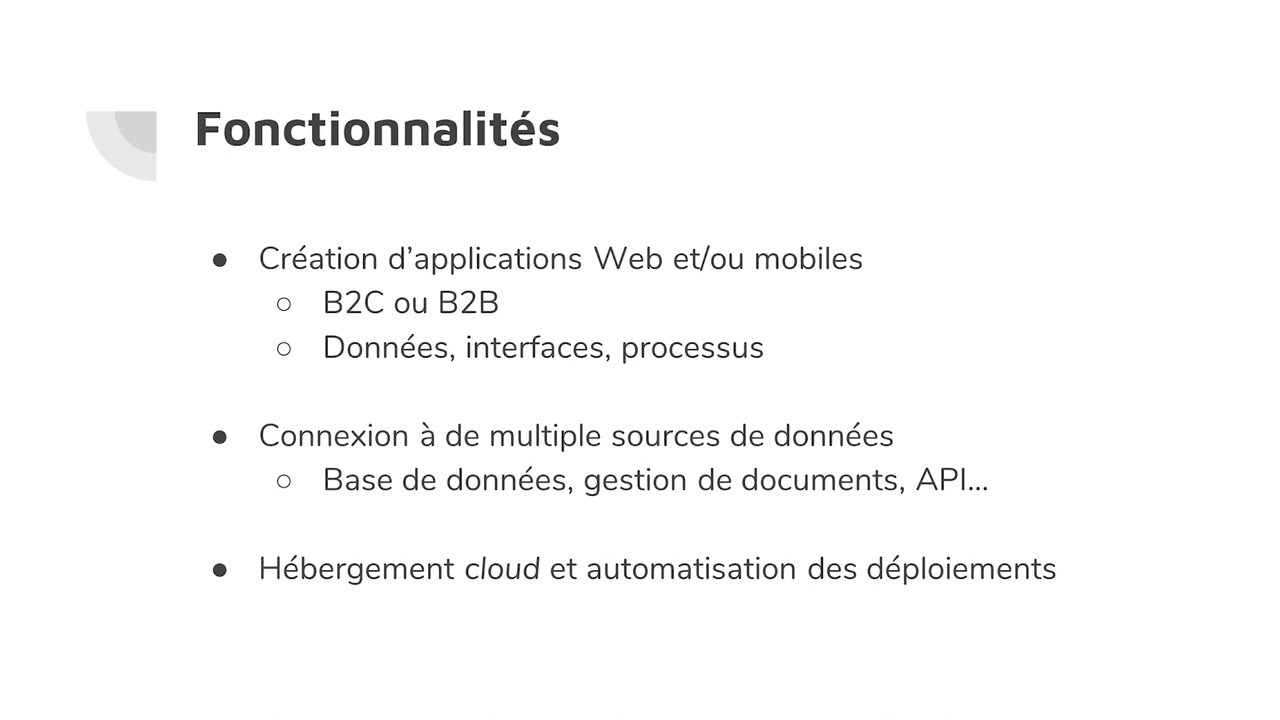 Fonctionnalités
● Création d’applications Web et/ou mobiles
○ B2C ou B2B
○ Données, interfaces, processus
● Connexion à de multiple sources de données
○ Base de données, gestion de documents, API...
● Hébergement cloud et automatisation des déploiements